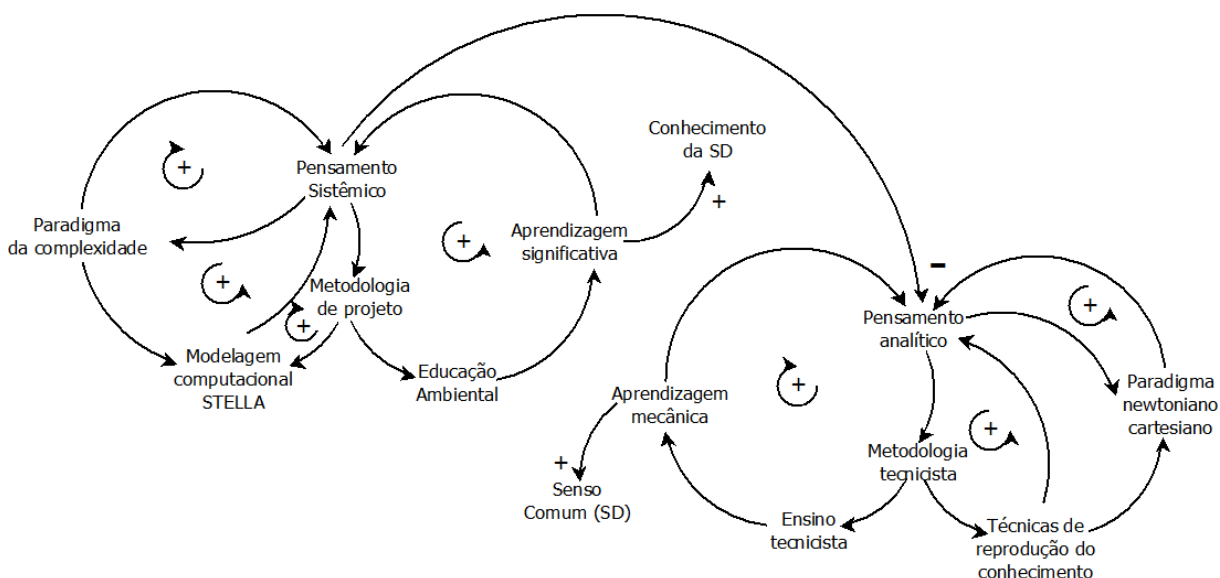 Conhecimento
da SD
+
Pensamento
Sistêmico
+
Paradigma
da complexidade
+
Aprendizagem
significativa
+
+
Metodologia
de projeto
+
Modelagem
computacional
STELLA
Educação
Ambiental
-
Pensamento
analítico
+
+
Aprendizagem
mecânica
Paradigma
newtoniano
cartesiano
+
Metodologia
tecnicista
+
Senso
Comum (SD)
Ensino
tecnicista
Técnicas de
reprodução do
conhecimento